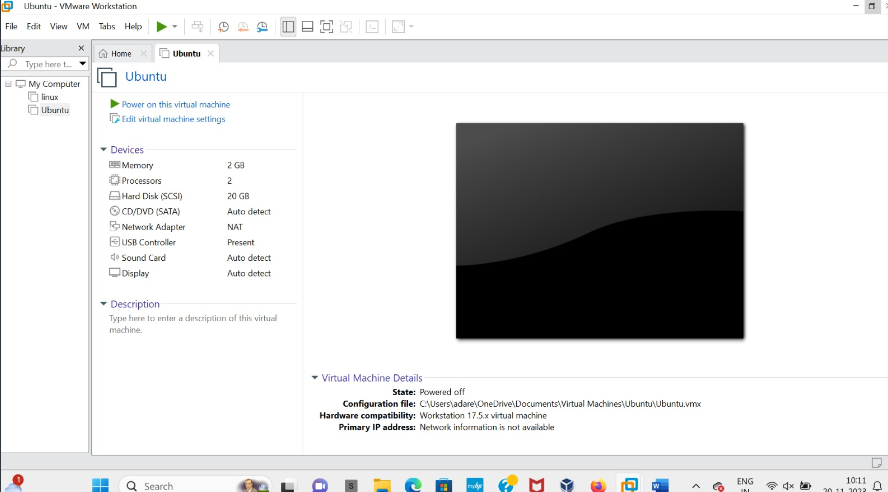 Ubuntu - VMware Workstation
File Edit View VM Tabs Help
Library
Type here t...
Home
Ubuntu
My Computer
linux
Ubuntu
Ubuntu
Power on this virtual machine
Edit virtual machine settings
Devices
Memory 2 GB
Processors 2
Hard Disk (SCSI) 20 GB
CD/DVD (SATA) Auto detect
Network Adapter NAT
USB Controller Present
Sound Card Auto detect
Display Auto detect
Description
Type here to enter a description of this virtual
machine.
Virtual Machine Details
State: Powered off
Configuration file: C:\Users\adare\OneDrive\Documents\Virtual Machines\Ubuntu\Ubuntu.vmx
Hardware compatibility: Workstation 17.5.x virtual machine
Primary IP address: Network information is not available
1
Search
S
W
ENG
IN
10:11
20-11-2023